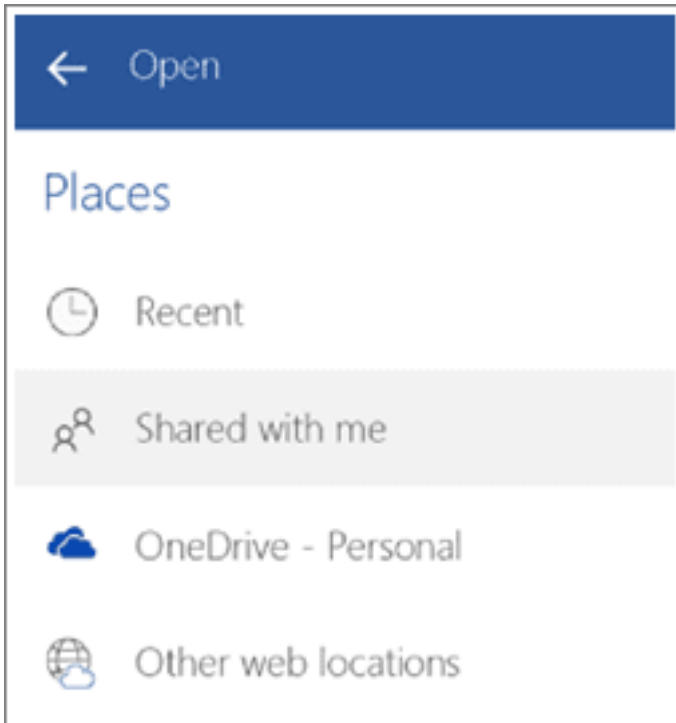 Open
Places
Recent
Shared with me
OneDrive - Personal
Other web locations